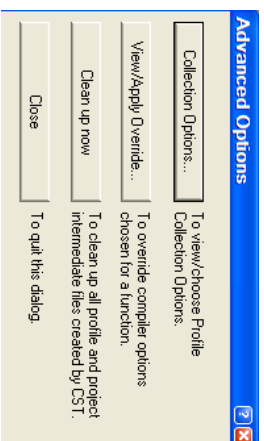 Advanced Options
Collection Options...
To view/choose Profile
Collection Options.
View/Apply Override...
To override compiler options
chosen for a function.
Clean up now
To clean up all profile and project
intermediate files created by CST.
Close
To quit this dialog.